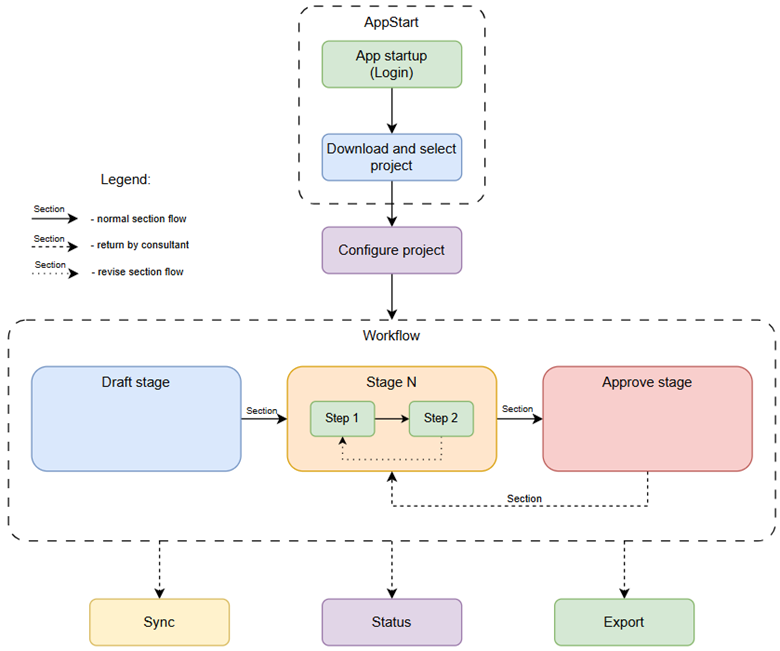 AppStart
App startup
(Login)
Download and select
project
Legend:
Section
- normal section flow
Section
- return by consultant
Section
- revise section flow
Configure project
Workflow
Draft stage
Section
Stage N
Step 1
Step 2
Section
Approve stage
Section
Sync
Status
Export